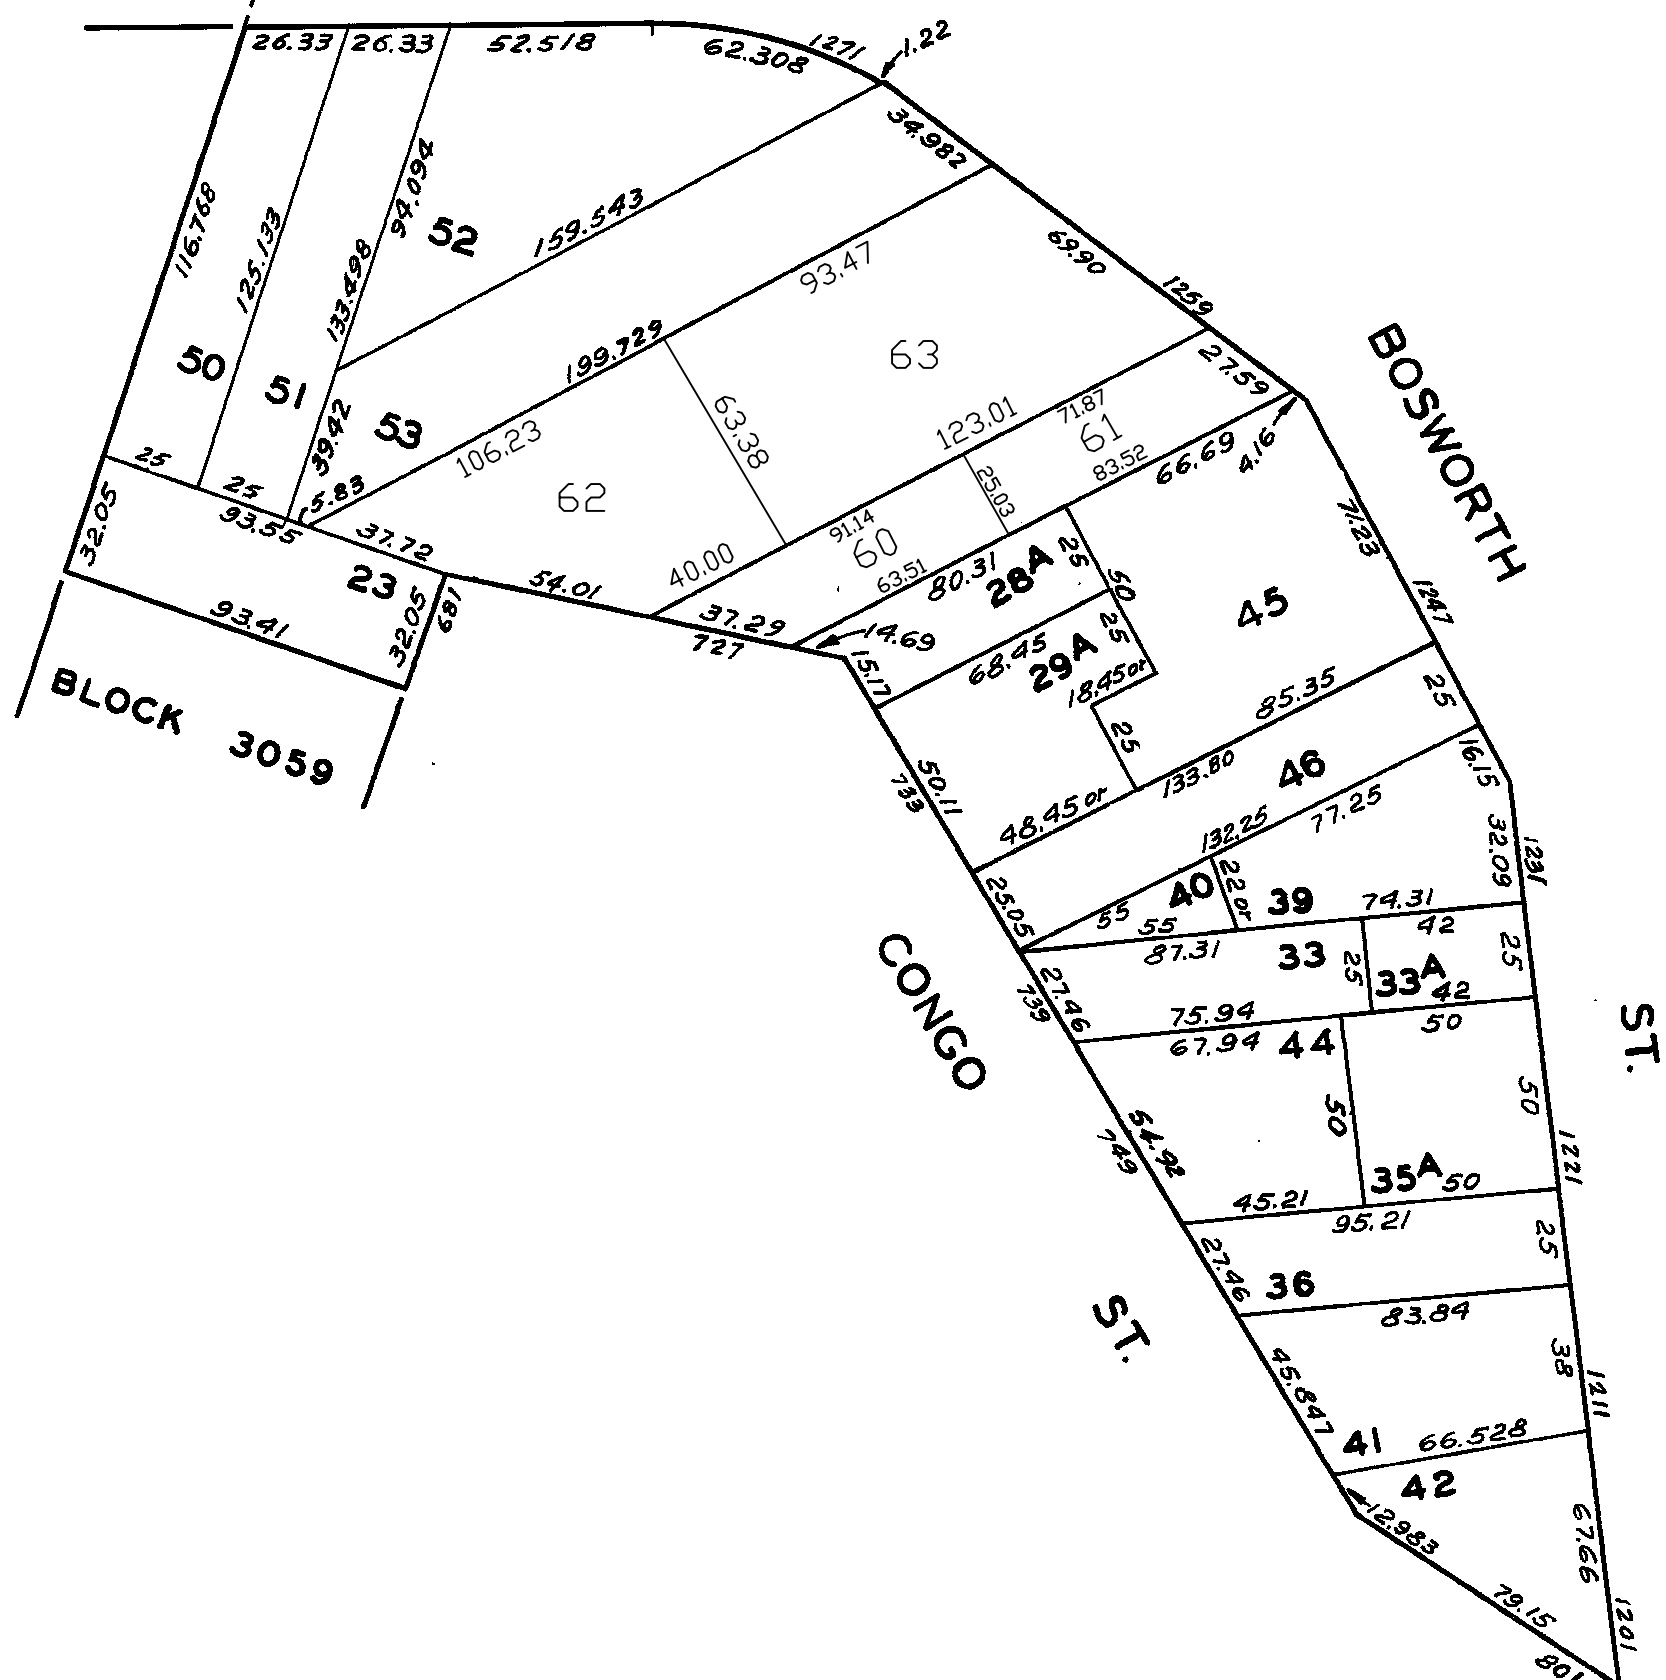 26.33 26.33 52.518 62.308 1271 1.22
34.982
116.768 125.133 133.498 94.094 52 159.543
93.47 69.90 1259
50 51 53 39.42 199.729 63 27.59
25 25 5.83 106.23 63.38 123.01 71.87 61 83.52 66.69 4.16
BOSWORTH
32.05 93.55 37.72 62 91.14 60 25.03 63.51 40.00
23 54.01 80.31 28A 25 50 45 71.23
93.41 32.05 681 37.29 727 14.69 15.17 68.45 29A 25 1247
18.45 or 85.35 25
BLOCK 3059
25 133.80 46 16.15
50.11 733 48.45 or 132.25 77.25
25.05 55 40 22 or 39 74.31 32.09 1231
55 42
87.31 33 25 33A 25
27.46 739 75.94 42
CONGO
67.94 44 50
ST.
54.92 749 50 50
45.21 35A 50 1221
95.21 25
27.46 36
83.84
ST.
45.847 38 1211
41 66.528
42
12.983 67.66
79.15 1201
801